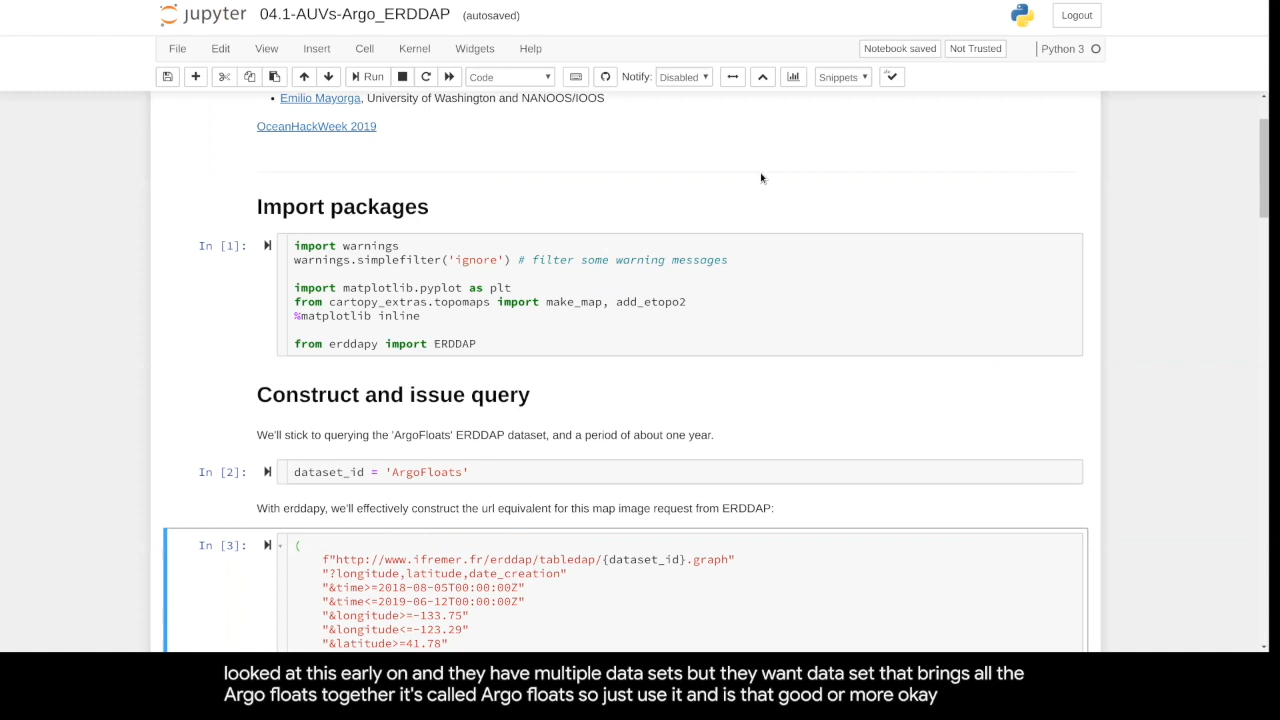 jupyter 04.1-AUVs-Argo_ERDDAP (autosaved) Logout
File Edit View Insert Cell Kernel Widgets Help Notebook saved Not Trusted Python 3
Run Code Notify: Disabled Snippets
• Emilio Mayorga, University of Washington and NANOOS/IOOS
OceanHackWeek 2019
Import packages
In [1]: import warnings
warnings.simplefilter('ignore') # filter some warning messages
import matplotlib.pyplot as plt
from cartopy_extras.topomaps import make_map, add_etopo2
%matplotlib inline
from erddapy import ERDDAP
Construct and issue query
We'll stick to querying the 'ArgoFloats' ERDDAP dataset, and a period of about one year.
In [2]: dataset_id = 'ArgoFloats'
With erddapy, we'll effectively construct the url equivalent for this map image request from ERDDAP:
In [3]: (
f"http://www.ifremer.fr/erddap/tabledap/{dataset_id}.graph"
"?longitude,latitude,date_creation"
"&time>=2018-08-05T00:00:00Z"
"&time<=2019-06-12T00:00:00Z"
"&longitude>=-133.75"
"&longitude<=-123.29"
"&latitude>=41.78"
looked at this early on and they have multiple data sets but they want data set that brings all the
Argo floats together it's called Argo floats so just use it and is that good or more okay